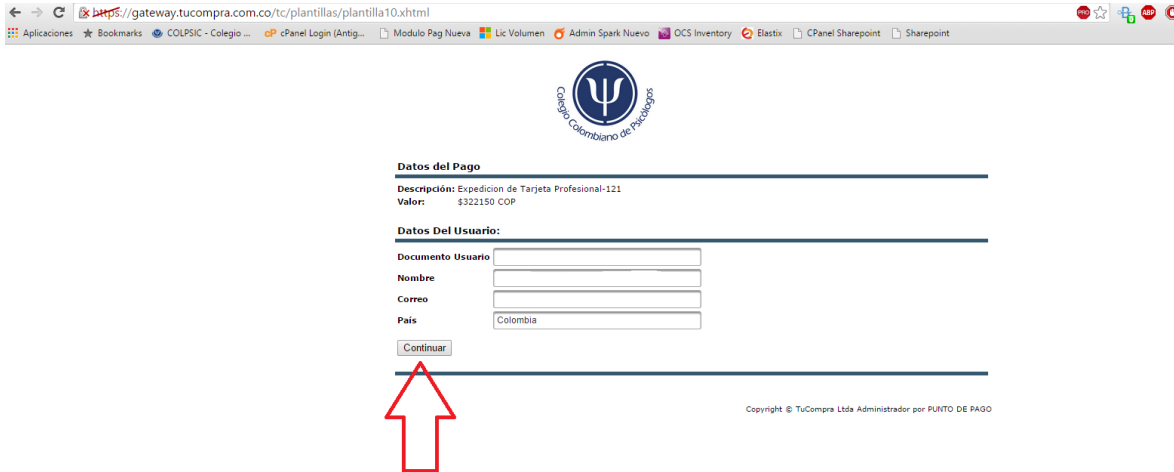 https://gateway.tucompra.com.co/tc/plantillas/plantilla10.xhtml
PRO ABP
Aplicaciones Bookmarks COLPSIC - Colegio ... cP cPanel Login (Antig... Modulo Pag Nueva Lic Volumen Admin Spark Nuevo OCS Inventory Elastix CPanel Sharepoint Sharepoint
Colegio Colombiano de Psicólogos
Datos del Pago
Descripción: Expedicion de Tarjeta Profesional-121
Valor: $322150 COP
Datos Del Usuario:
Documento Usuario
Nombre
Correo
País Colombia
Continuar
Copyright © TuCompra Ltda Administrador por PUNTO DE PAGO